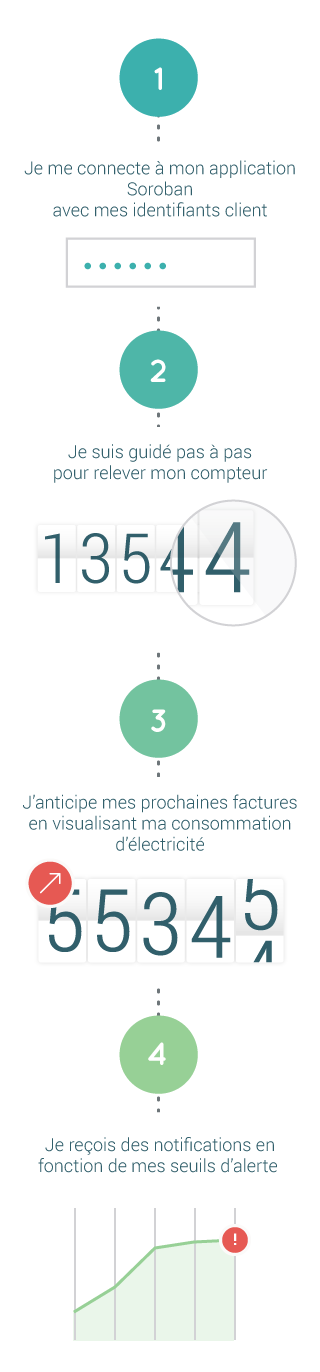 1
Je me connecte à mon application
Soroban
avec mes identifiants client
2
Je suis guidé pas à pas
pour relever mon compteur
13544
3
J'anticipe mes prochaines factures
en visualisant ma consommation
d'électricité
55345
4
4
Je reçois des notifications en
fonction de mes seuils d'alerte
!